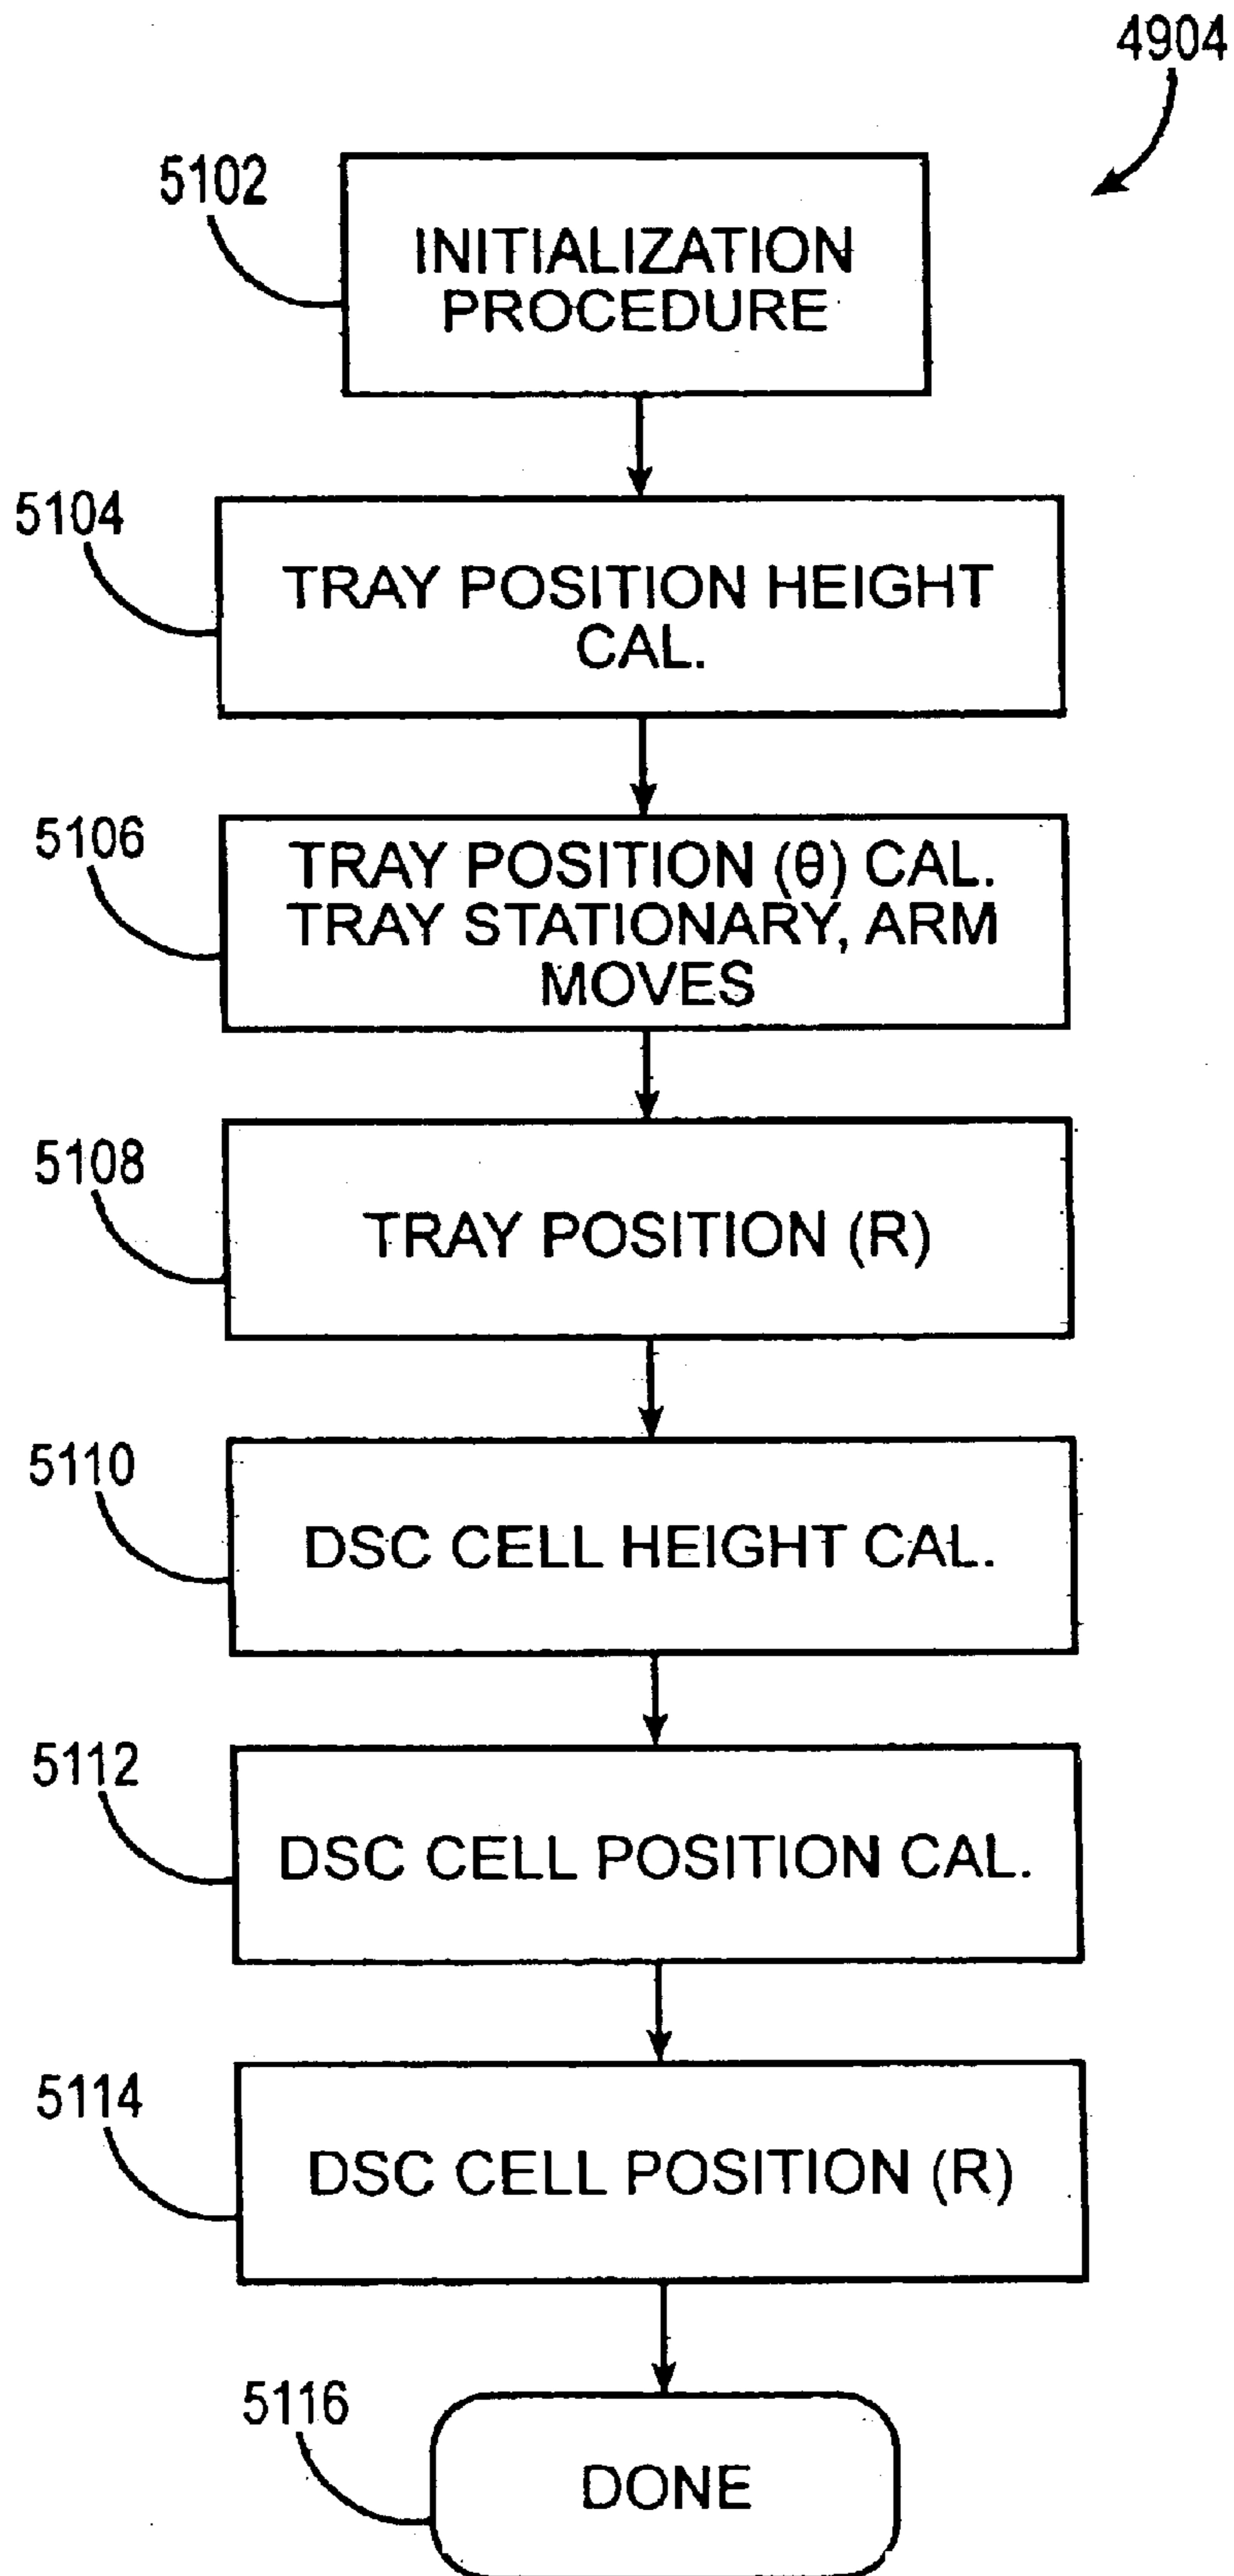 4904
5102
INITIALIZATION
PROCEDURE
5104
TRAY POSITION HEIGHT
CAL.
5106
TRAY POSITION (θ) CAL.
TRAY STATIONARY, ARM
MOVES
5108
TRAY POSITION (R)
5110
DSC CELL HEIGHT CAL.
5112
DSC CELL POSITION CAL.
5114
DSC CELL POSITION (R)
5116
DONE